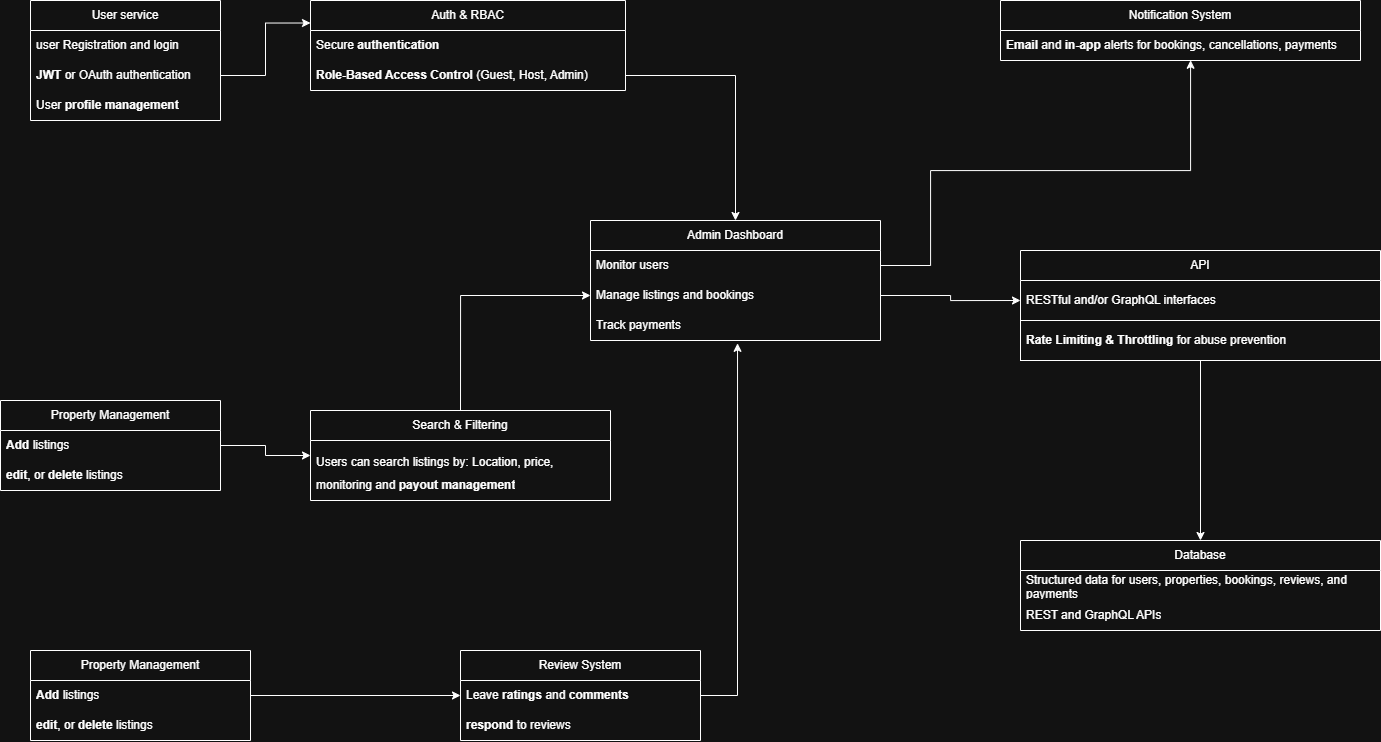 User service
user Registration and login
JWT or OAuth authentication
User profile management
Auth & RBAC
Secure authentication
Role-Based Access Control (Guest, Host, Admin)
Notification System
Email and in-app alerts for bookings, cancellations, payments
Admin Dashboard
Monitor users
Manage listings and bookings
Track payments
API
RESTful and/or GraphQL interfaces
Rate Limiting & Throttling for abuse prevention
Property Management
Add listings
edit, or delete listings
Search & Filtering
Users can search listings by: Location, price,
monitoring and payout management
Database
Structured data for users, properties, bookings, reviews, and
payments
REST and GraphQL APIs
Property Management
Add listings
edit, or delete listings
Review System
Leave ratings and comments
respond to reviews